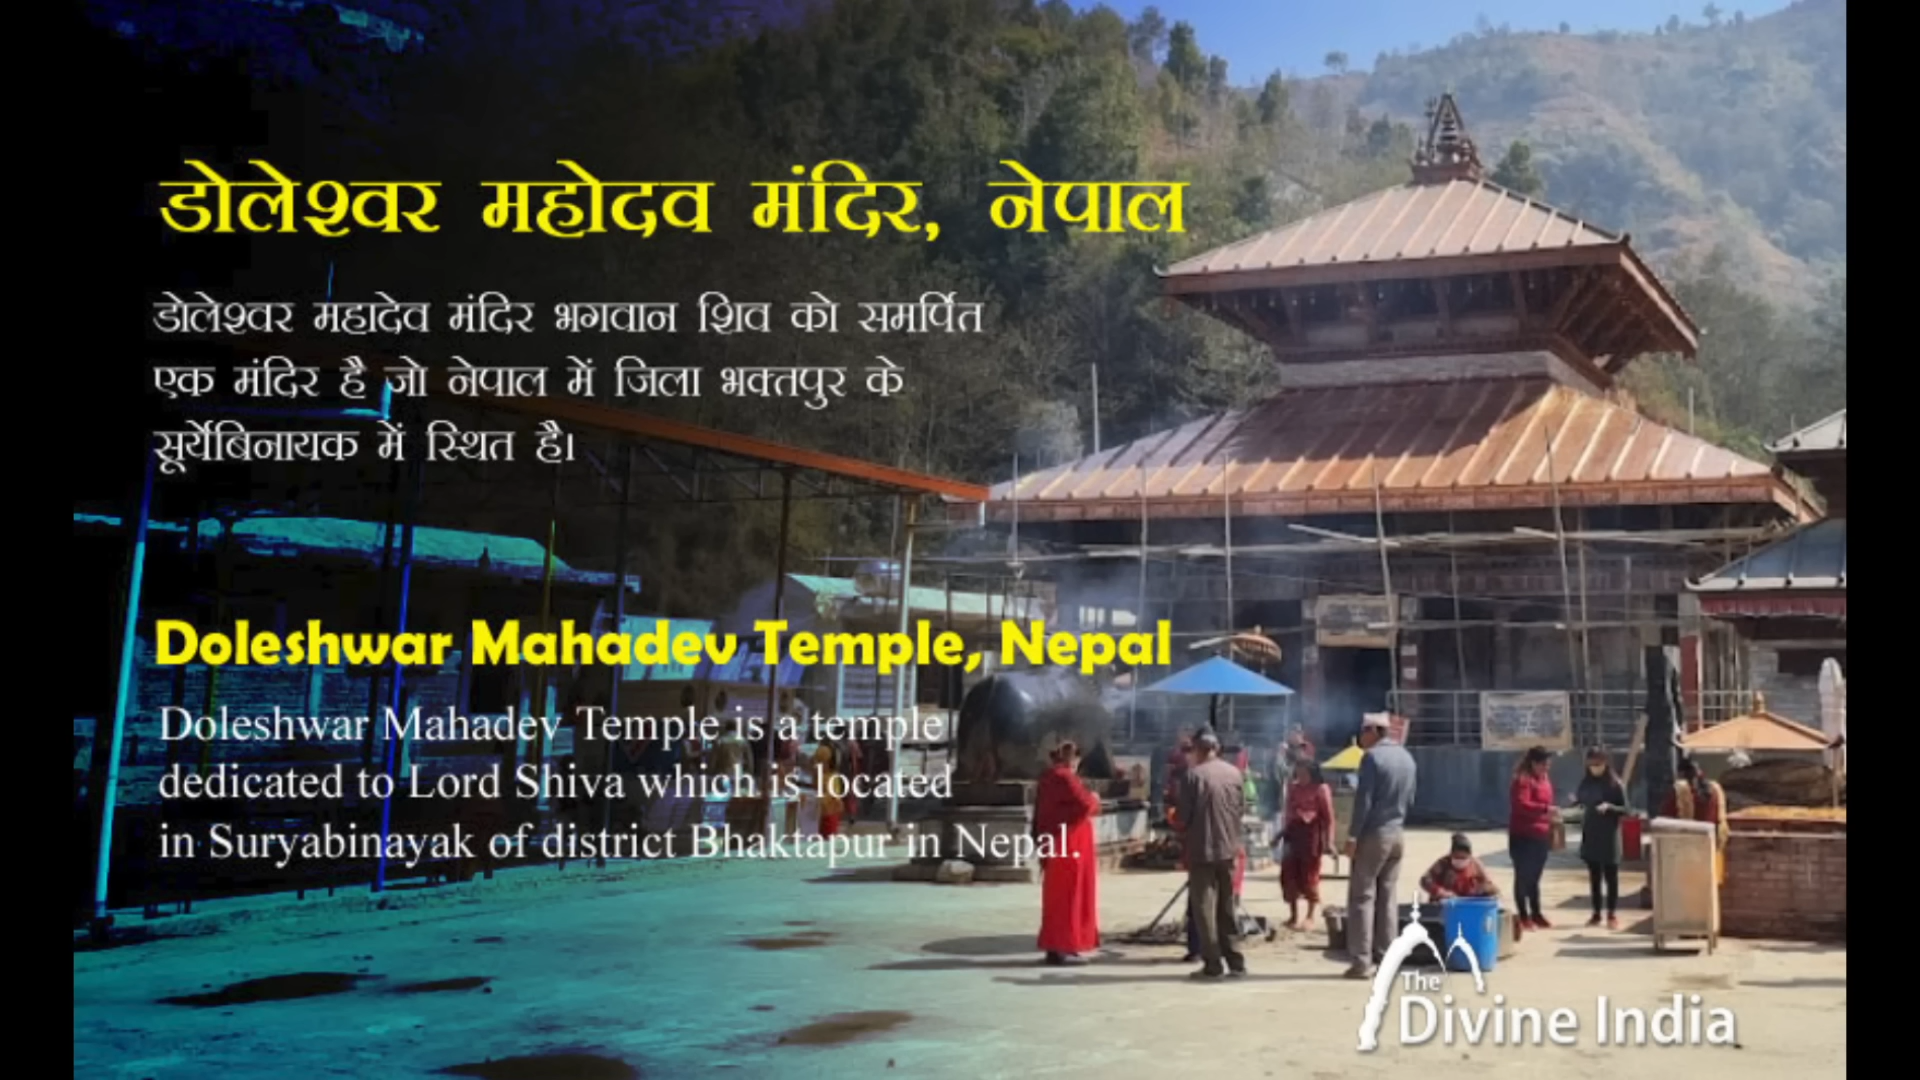 डोलेश्वर महोदव मंदिर, नेपाल
डोलेश्वर महादेव मंदिर भगवान शिव को समर्पित
एक मंदिर है जो नेपाल में जिला भक्तपुर के
सूर्येबिनायक में स्थित है।
Doleshwar Mahadev Temple, Nepal
Doleshwar Mahadev Temple is a temple
dedicated to Lord Shiva which is located
in Suryabinayak of district Bhaktapur in Nepal.
The
Divine India